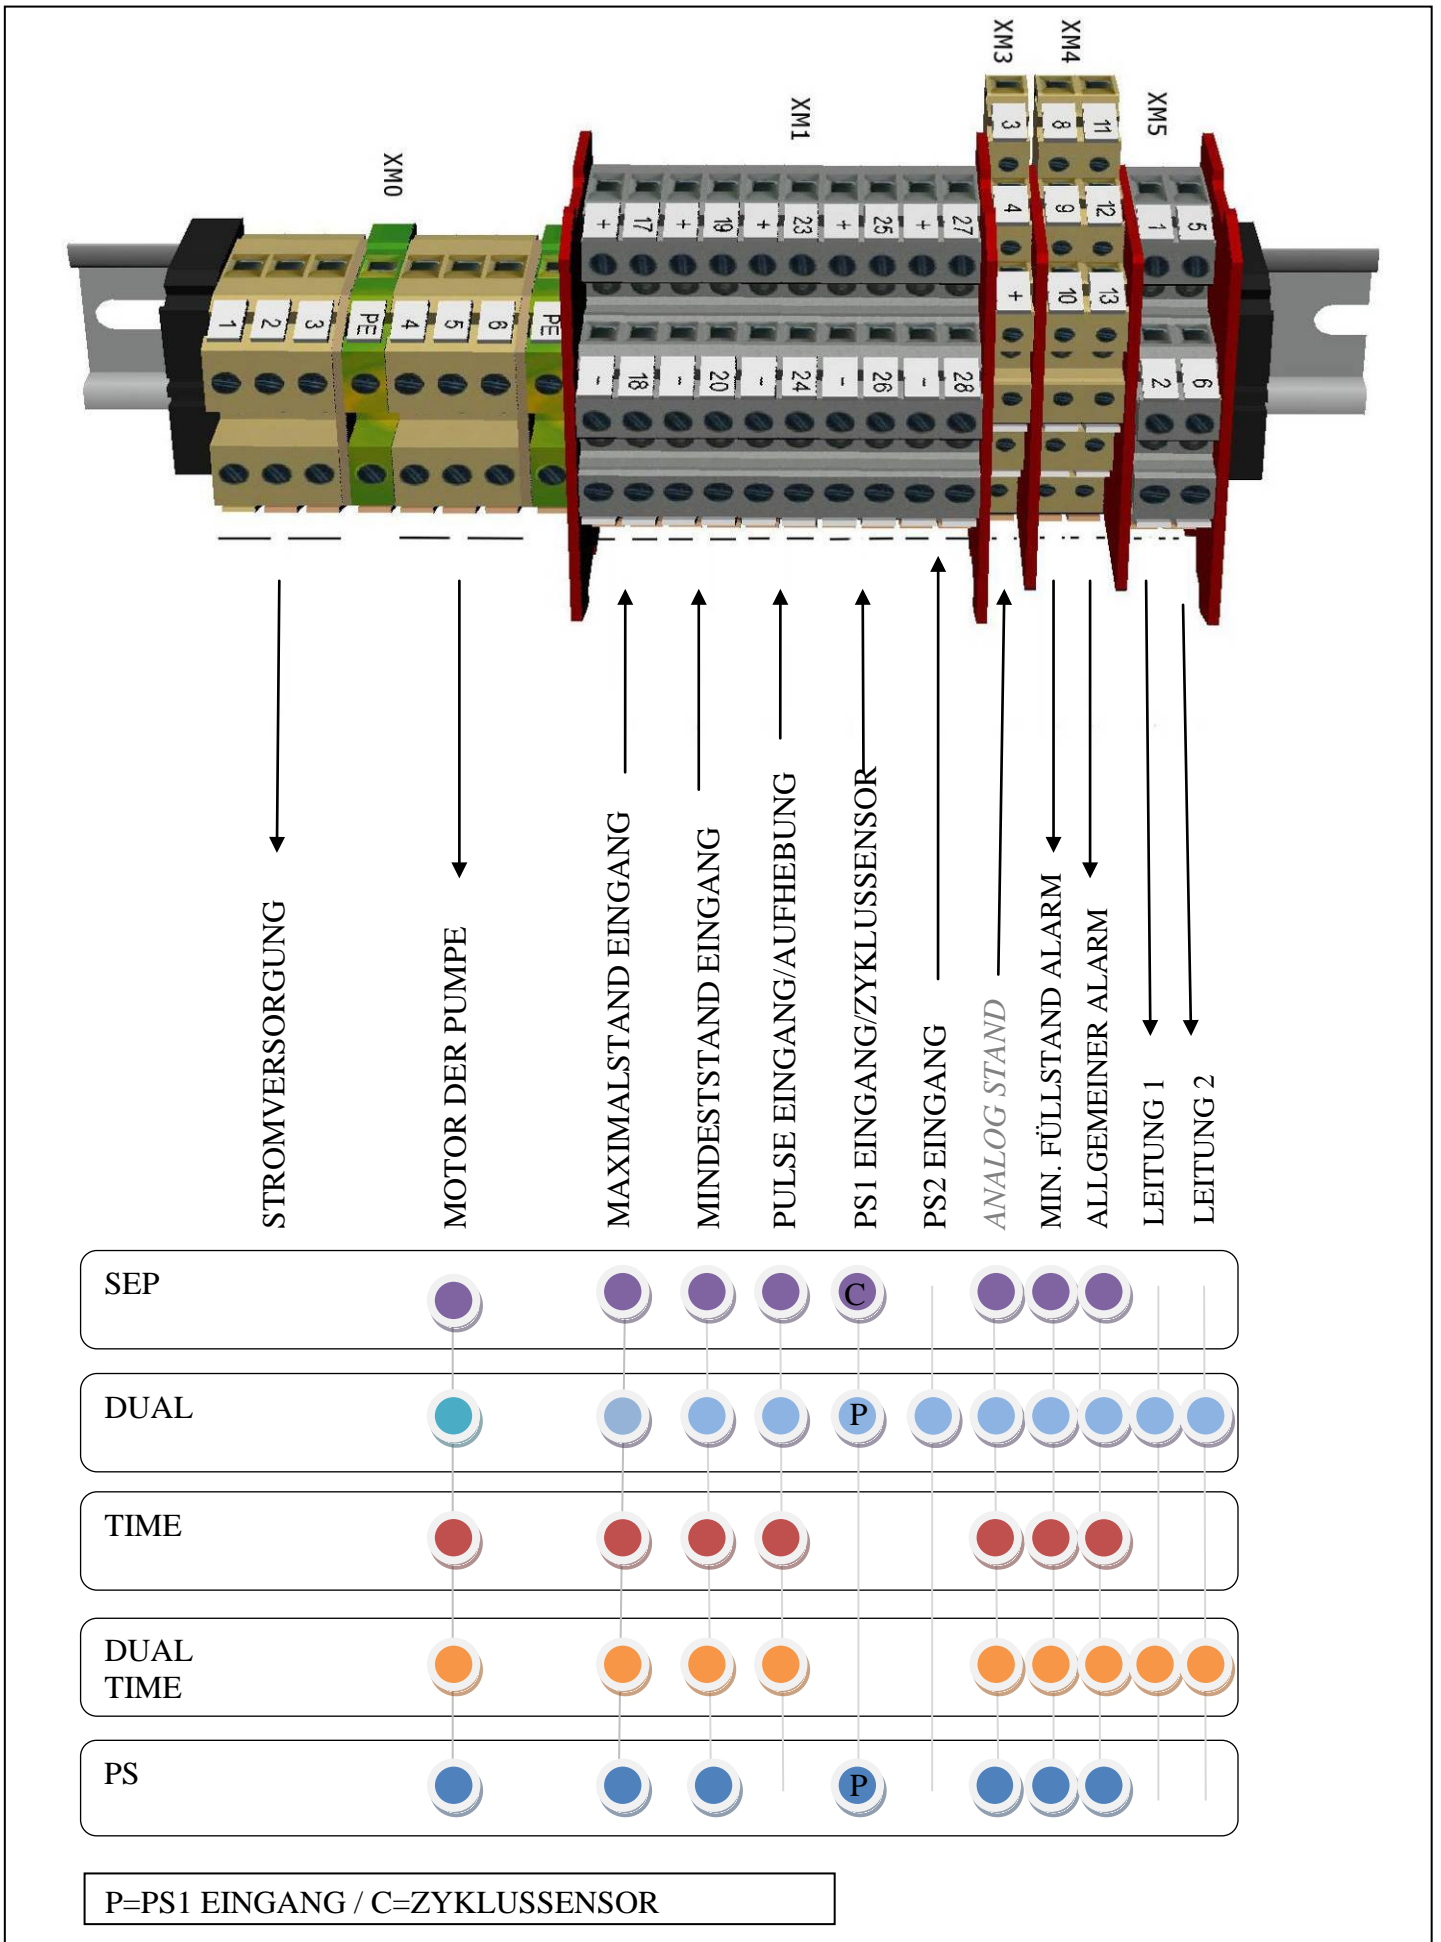 XM3 XM4
XM1 XM5
XM0
3 8 11
4 9 12
+ 10 13
+ 17 + 19 + 23 + 25 + 27
1 5
- 18 - 20 - 24 - 26 - 28
2 6
1 2 3 PE 4 5 6 PE
STROMVERSORGUNG
MOTOR DER PUMPE
MAXIMALSTAND EINGANG
MINDESTSTAND EINGANG
PULSE EINGANG/AUFHEBUNG
PS1 EINGANG/ZYKLUSSENSOR
PS2 EINGANG
ANALOG STAND
MIN. FÜLLSTAND ALARM
ALLGEMEINER ALARM
LEITUNG 1
LEITUNG 2
SEP
C
DUAL
P
TIME
DUAL
TIME
PS
P
P=PS1 EINGANG / C=ZYKLUSSENSOR